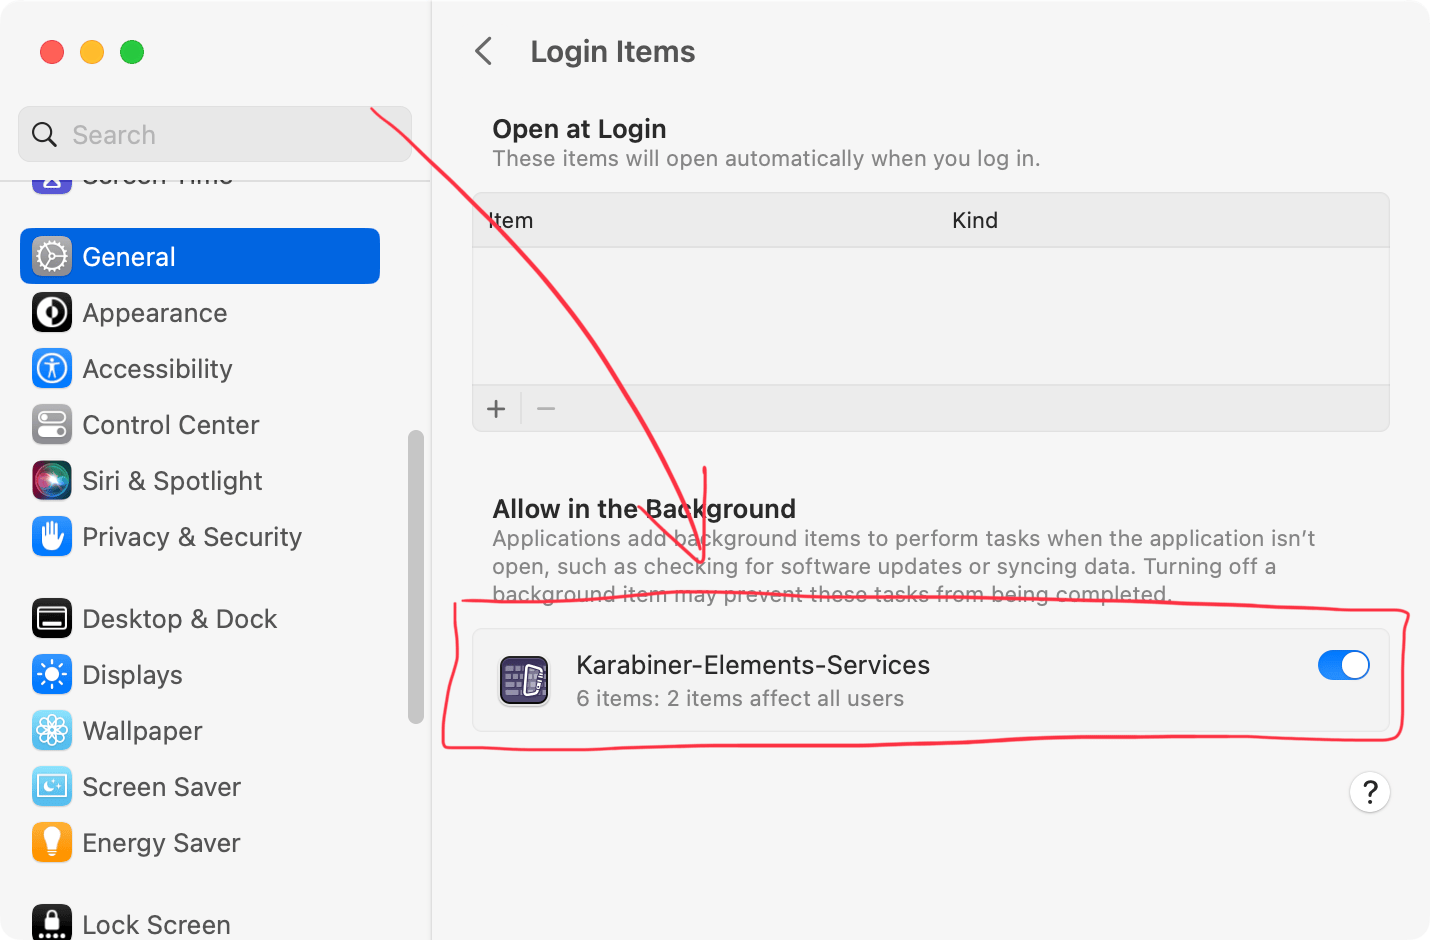 Search
Screen Time
General
Appearance
Accessibility
Control Center
Siri & Spotlight
Privacy & Security
Desktop & Dock
Displays
Wallpaper
Screen Saver
Energy Saver
Lock Screen
Login Items
Open at Login
These items will open automatically when you log in.
Item Kind
Allow in the Background
Applications add background items to perform tasks when the application isn't
open, such as checking for software updates or syncing data. Turning off a
background item may prevent these tasks from being completed.
Karabiner-Elements-Services
6 items: 2 items affect all users
?